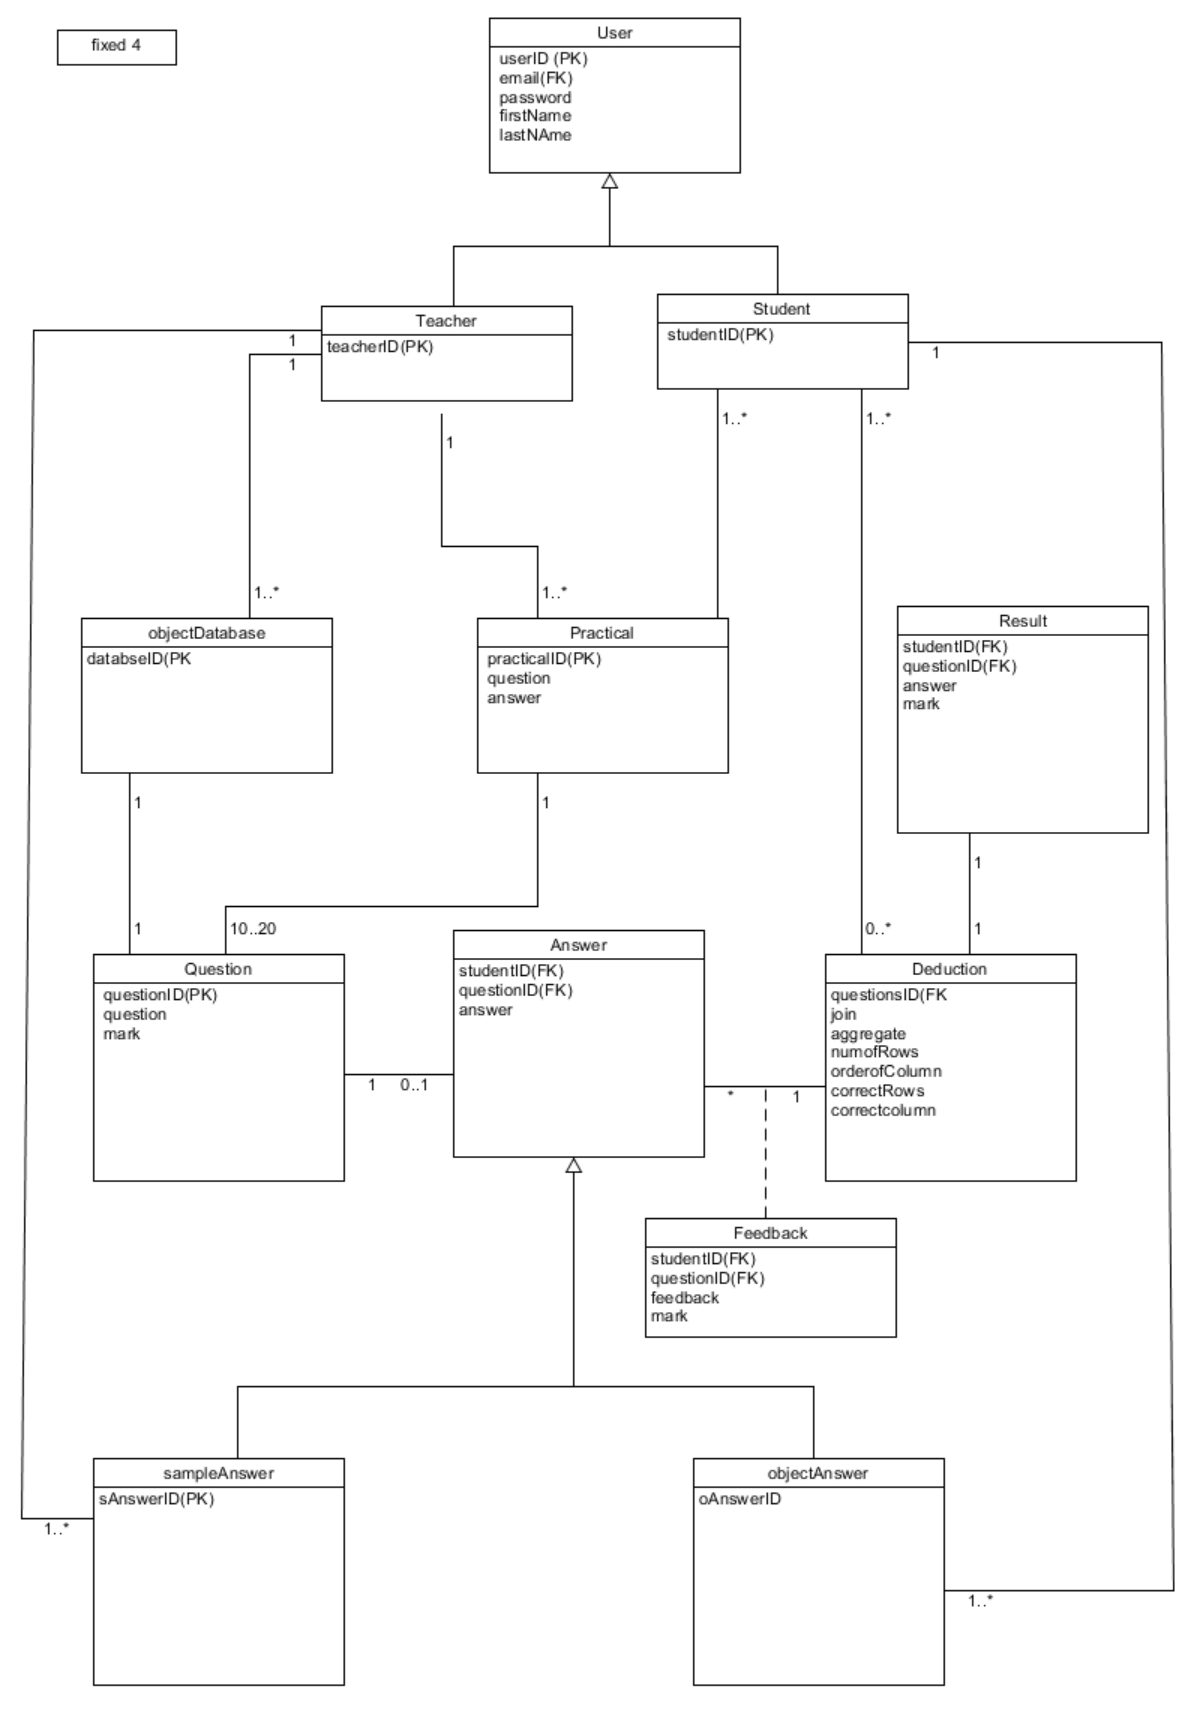 fixed 4
User
userID (PK)
email(FK)
password
firstName
lastNAme
Teacher
teacherID(PK)
Student
studentID(PK)
1
1
1
1
1..*
1..*
1..*
1..*
objectDatabase
databseID(PK
Practical
practicalID(PK)
question
answer
Result
studentID(FK)
questionID(FK)
answer
mark
1
1
1
1
10..20
0..*
1
Question
questionID(PK)
question
mark
Answer
studentID(FK)
questionID(FK)
answer
Deduction
questionsID(FK
join
aggregate
numofRows
orderofColumn
correctRows
correctcolumn
1
0..1
*
1
Feedback
studentID(FK)
questionID(FK)
feedback
mark
sampleAnswer
sAnswerID(PK)
objectAnswer
oAnswerID
1..*
1..*